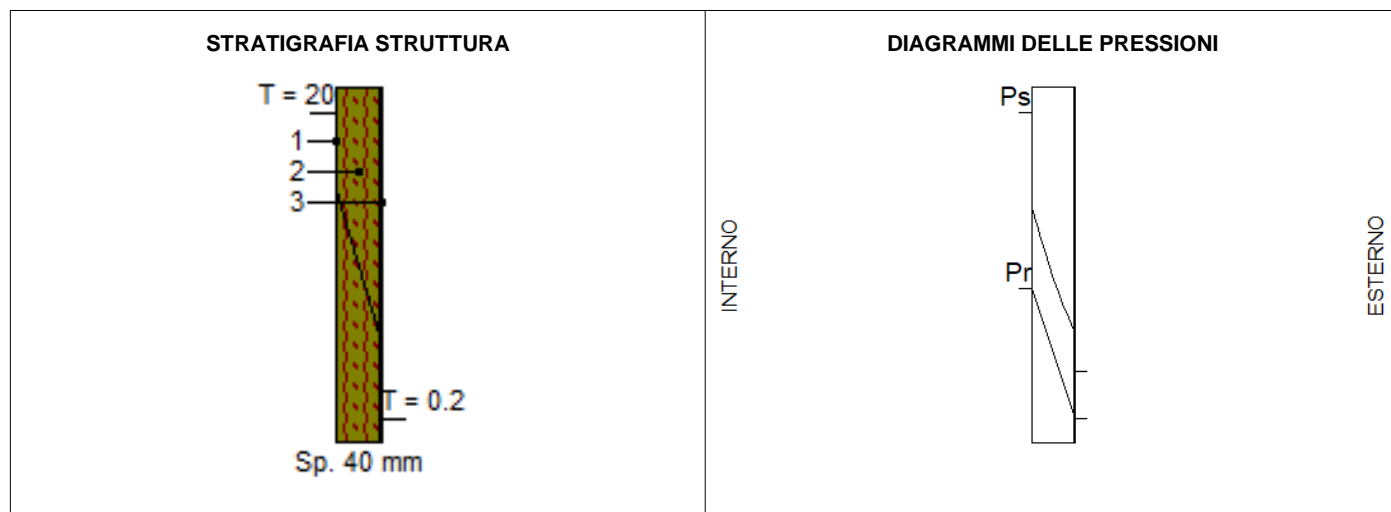 STRATIGRAFIA STRUTTURA
T = 20
1
2
3
T = 0.2
Sp. 40 mm
DIAGRAMMI DELLE PRESSIONI
Ps
Pr
INTERNO
ESTERNO